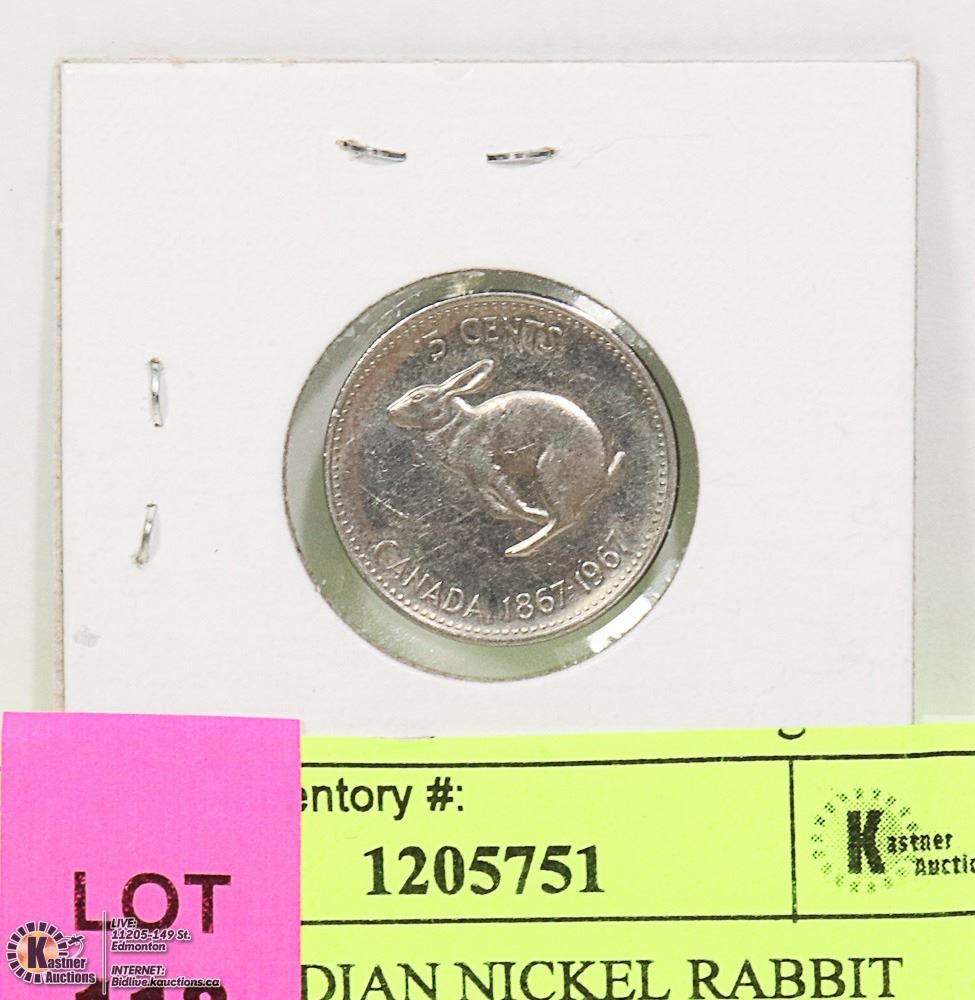 5 CENTS
CANADA 1867-1967
entory #:
1205751
Kastner
Auctio
LOT
118
DIAN NICKEL RABBIT
Kastner
Auctions
LIVE:
11205-149 St.
Edmonton
INTERNET:
Bidlive.kauctions.ca